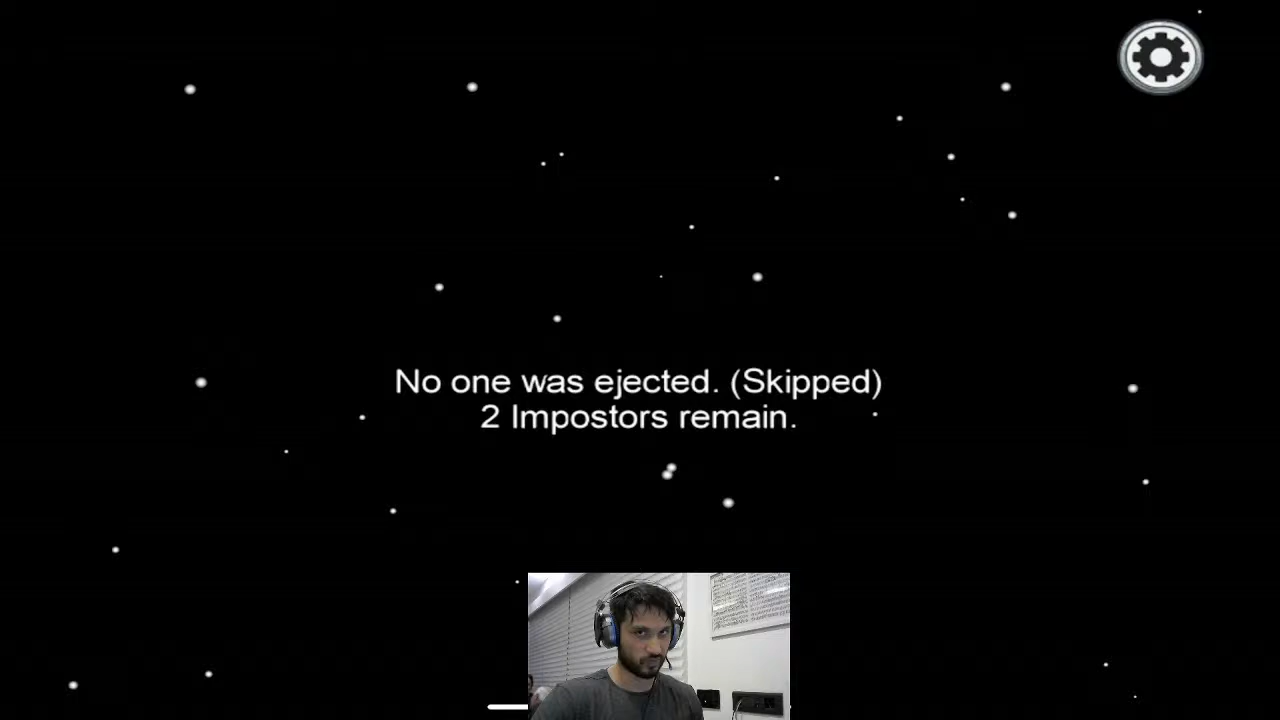 No one was ejected. (Skipped)
2 Impostors remain.